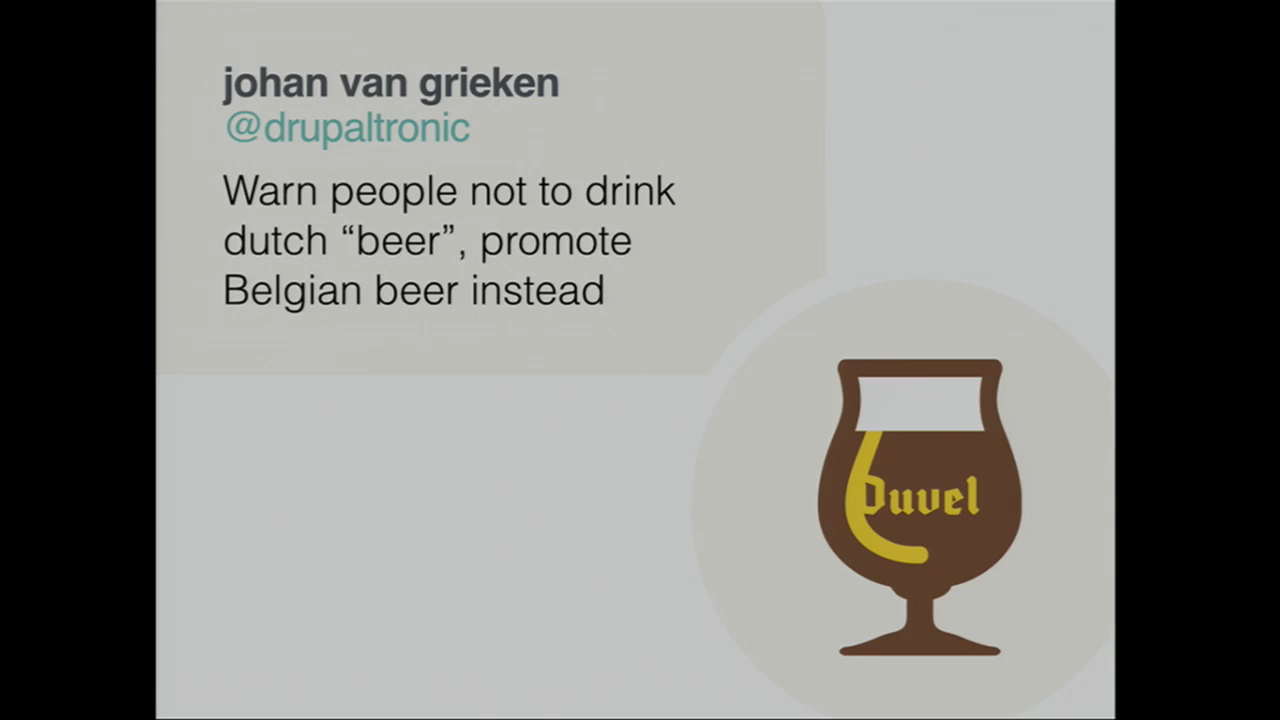 johan van grieken
@drupaltronic
Warn people not to drink
dutch “beer”, promote
Belgian beer instead
Duvel